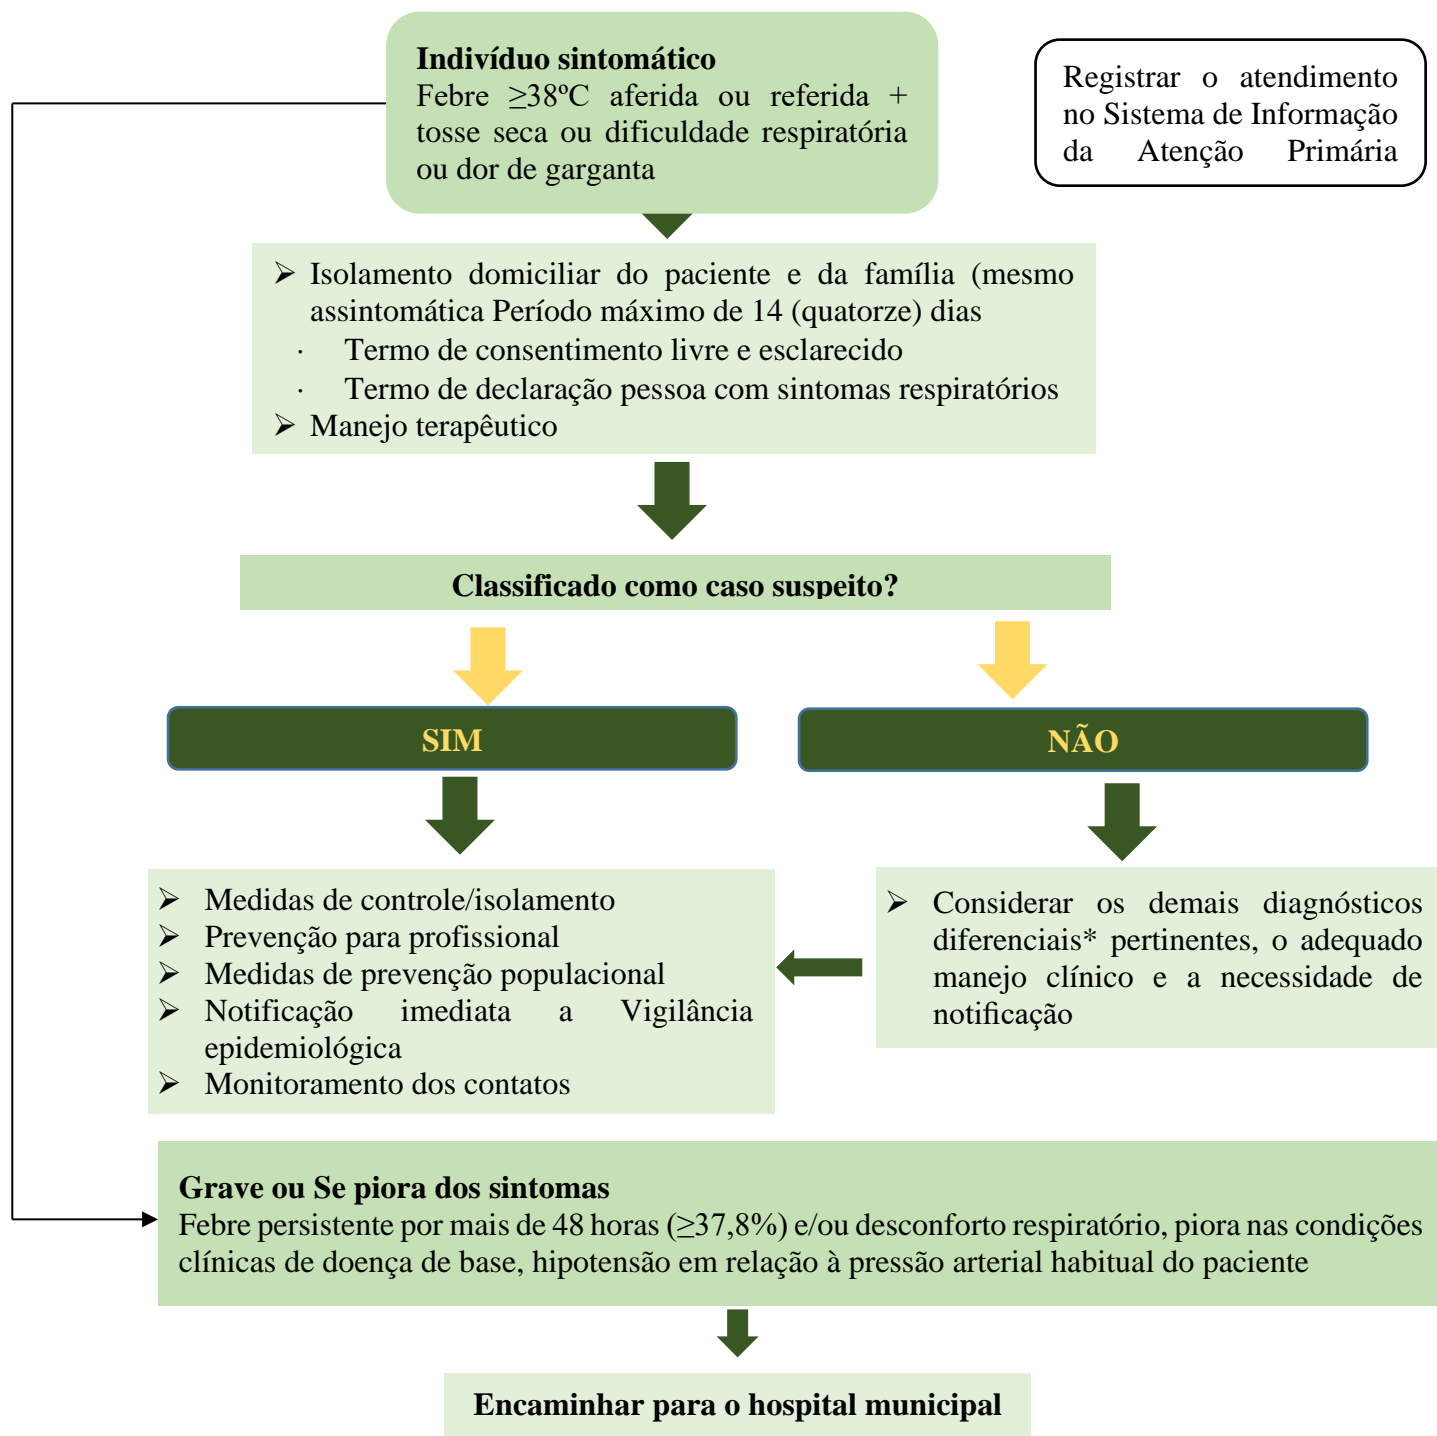 Indivíduo sintomático
Febre ≥38ºC aferida ou referida +
tosse seca ou dificuldade respiratória
ou dor de garganta
Registrar o atendimento
no Sistema de Informação
da Atenção Primária
➢ Isolamento domiciliar do paciente e da família (mesmo
assintomática Período máximo de 14 (quatorze) dias
· Termo de consentimento livre e esclarecido
· Termo de declaração pessoa com sintomas respiratórios
➢ Manejo terapêutico
Classificado como caso suspeito?
SIM
NÃO
➢ Medidas de controle/isolamento
➢ Prevenção para profissional
➢ Medidas de prevenção populacional
➢ Notificação imediata a Vigilância
epidemiológica
➢ Monitoramento dos contatos
➢ Considerar os demais diagnósticos
diferenciais* pertinentes, o adequado
manejo clínico e a necessidade de
notificação
Grave ou Se piora dos sintomas
Febre persistente por mais de 48 horas (≥37,8%) e/ou desconforto respiratório, piora nas condições
clínicas de doença de base, hipotensão em relação à pressão arterial habitual do paciente
Encaminhar para o hospital municipal